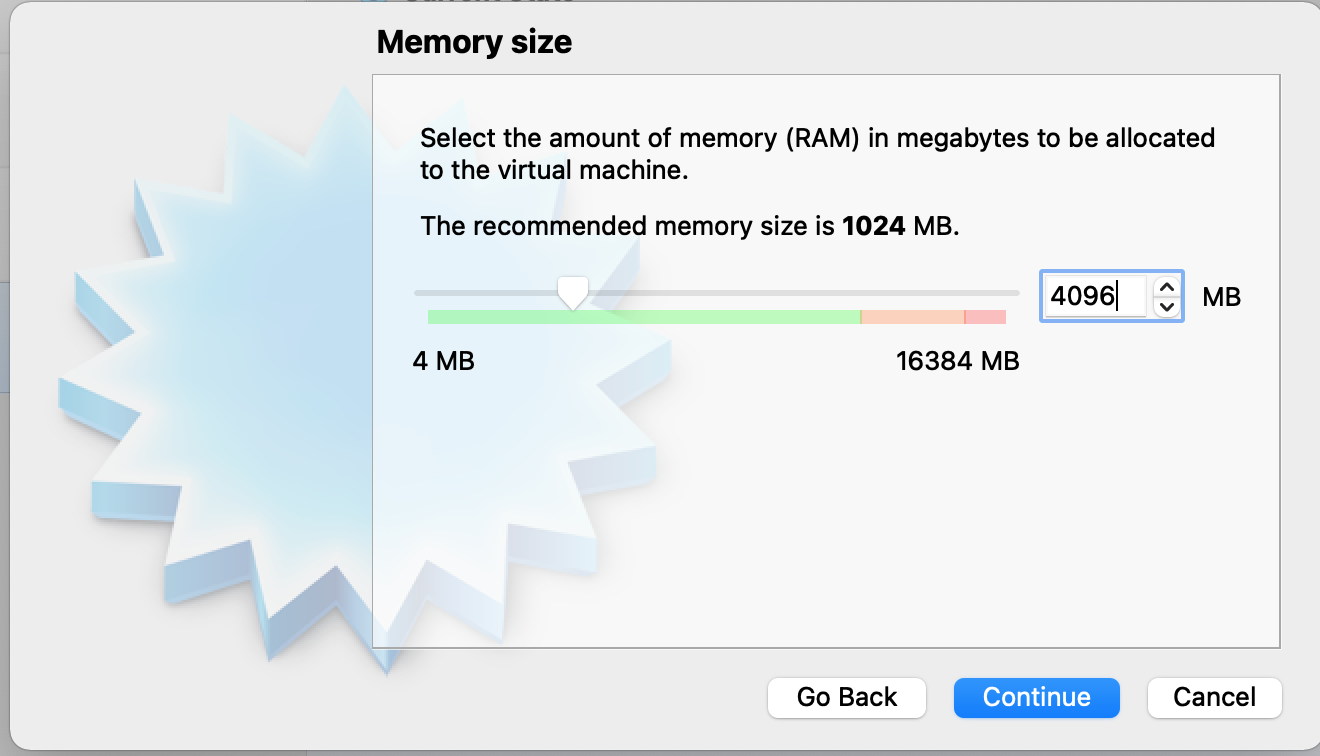 Memory size
Select the amount of memory (RAM) in megabytes to be allocated
to the virtual machine.
The recommended memory size is 1024 MB.
4096 MB
4 MB 16384 MB
Go Back Continue Cancel